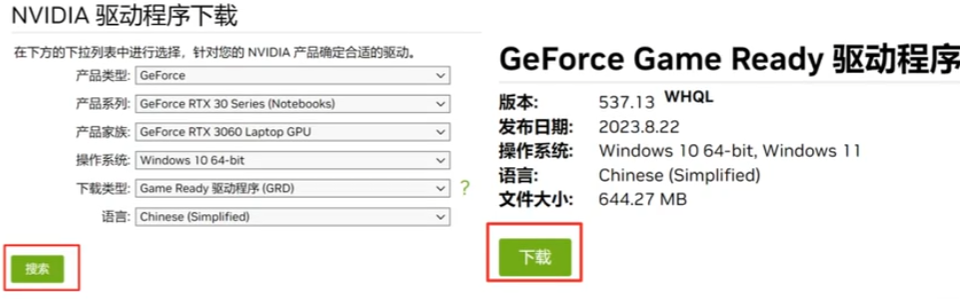 NVIDIA 驱动程序下载
在下方的下拉列表中进行选择，针对您的 NVIDIA 产品确定合适的驱动。
产品类型: GeForce
产品系列: GeForce RTX 30 Series (Notebooks)
产品家族: GeForce RTX 3060 Laptop GPU
操作系统: Windows 10 64-bit
下载类型: Game Ready 驱动程序 (GRD) ?
语言: Chinese (Simplified)
搜索
GeForce Game Ready 驱动程序
版本: 537.13 WHQL
发布日期: 2023.8.22
操作系统: Windows 10 64-bit, Windows 11
语言: Chinese (Simplified)
文件大小: 644.27 MB
下载